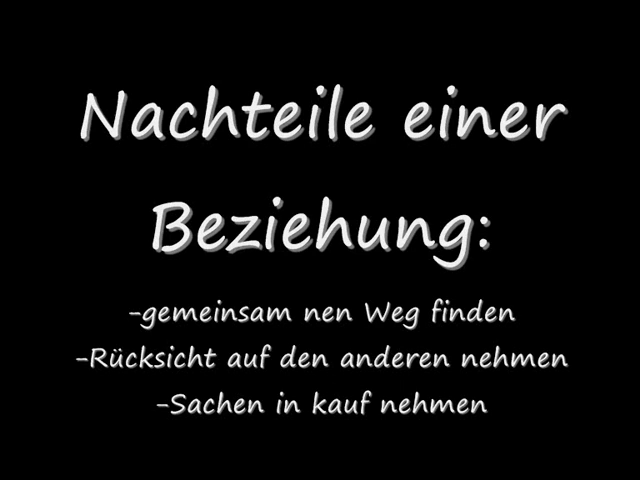 Nachteile einer
Beziehung:
-gemeinsam nen Weg finden
-Rücksicht auf den anderen nehmen
-Sachen in kauf nehmen